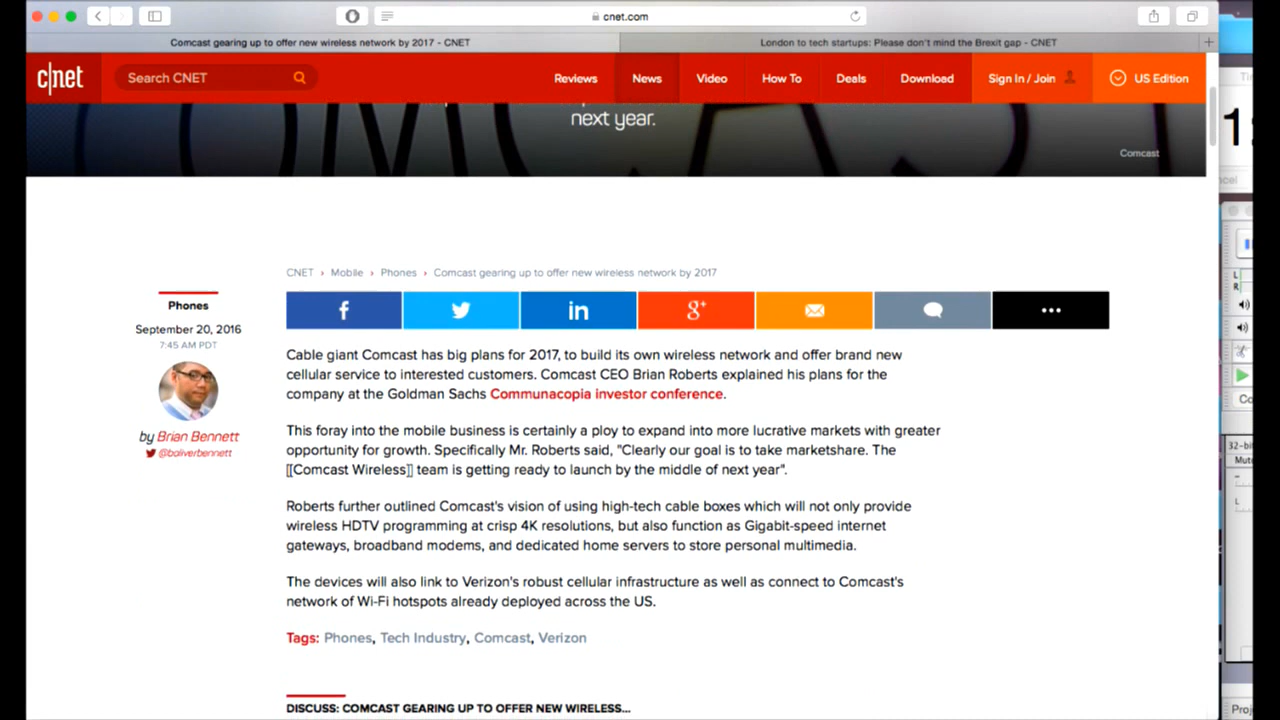 cnet.com
Comcast gearing up to offer new wireless network by 2017 - CNET
London to tech startups: Please don't mind the Brexit gap - CNET
c|net
Search CNET
Reviews
News
Video
How To
Deals
Download
Sign In / Join
US Edition
next year.
Comcast
CNET › Mobile › Phones › Comcast gearing up to offer new wireless network by 2017
Phones
September 20, 2016
7:45 AM PDT
by Brian Bennett
@boliverbennett
f
in
g+
Cable giant Comcast has big plans for 2017, to build its own wireless network and offer brand new
cellular service to interested customers. Comcast CEO Brian Roberts explained his plans for the
company at the Goldman Sachs Communacopia investor conference.
This foray into the mobile business is certainly a ploy to expand into more lucrative markets with greater
opportunity for growth. Specifically Mr. Roberts said, "Clearly our goal is to take marketshare. The
[[Comcast Wireless]] team is getting ready to launch by the middle of next year".
Roberts further outlined Comcast's vision of using high-tech cable boxes which will not only provide
wireless HDTV programming at crisp 4K resolutions, but also function as Gigabit-speed internet
gateways, broadband modems, and dedicated home servers to store personal multimedia.
The devices will also link to Verizon's robust cellular infrastructure as well as connect to Comcast's
network of Wi-Fi hotspots already deployed across the US.
Tags: Phones, Tech Industry, Comcast, Verizon
DISCUSS: COMCAST GEARING UP TO OFFER NEW WIRELESS...
L
R
32-bit
L